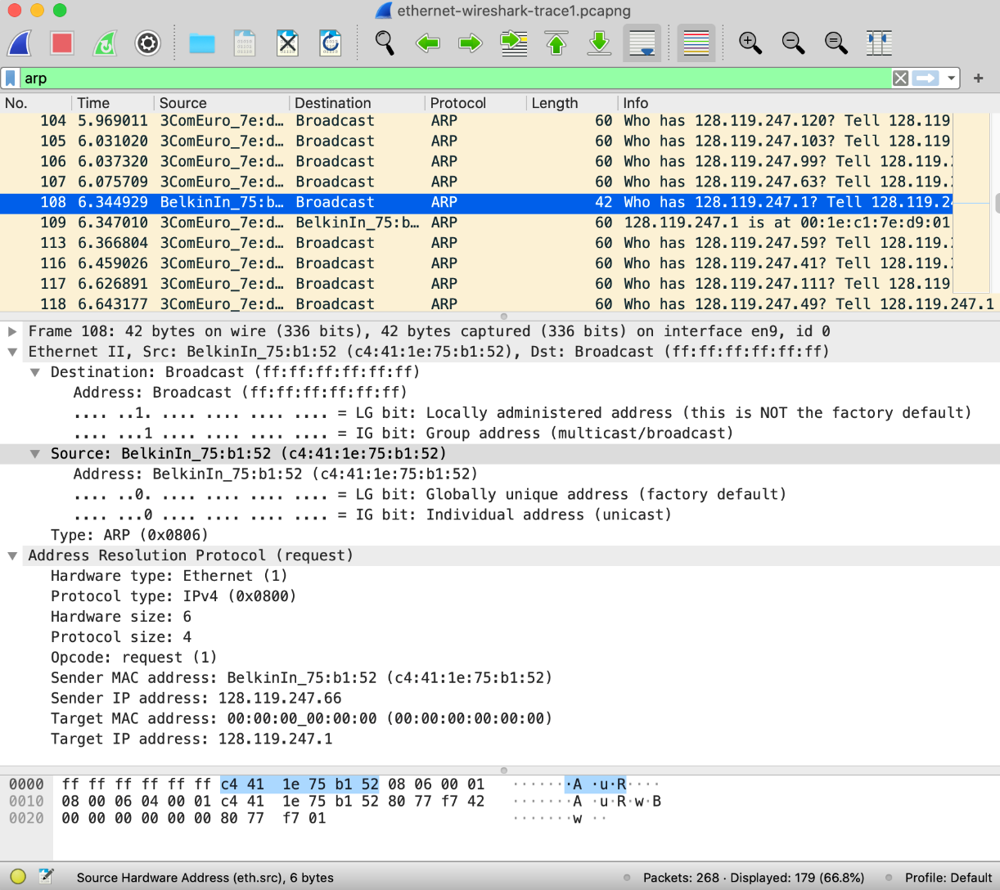 ethernet-wireshark-trace1.pcapng
arp
No. Time Source Destination Protocol Length Info
104 5.969011 3ComEuro_7e:d… Broadcast ARP 60 Who has 128.119.247.120? Tell 128.119
105 6.031020 3ComEuro_7e:d… Broadcast ARP 60 Who has 128.119.247.103? Tell 128.119
106 6.037320 3ComEuro_7e:d… Broadcast ARP 60 Who has 128.119.247.99? Tell 128.119.
107 6.075709 3ComEuro_7e:d… Broadcast ARP 60 Who has 128.119.247.63? Tell 128.119.
108 6.344929 BelkinIn_75:b… Broadcast ARP 42 Who has 128.119.247.1? Tell 128.119.2
109 6.347010 3ComEuro_7e:d… BelkinIn_75:b… ARP 60 128.119.247.1 is at 00:1e:c1:7e:d9:01
113 6.366804 3ComEuro_7e:d… Broadcast ARP 60 Who has 128.119.247.59? Tell 128.119.
116 6.459026 3ComEuro_7e:d… Broadcast ARP 60 Who has 128.119.247.41? Tell 128.119.
117 6.626891 3ComEuro_7e:d… Broadcast ARP 60 Who has 128.119.247.111? Tell 128.119
118 6.643177 3ComEuro_7e:d… Broadcast ARP 60 Who has 128.119.247.49? Tell 128.119.247.1
Frame 108: 42 bytes on wire (336 bits), 42 bytes captured (336 bits) on interface en9, id 0
Ethernet II, Src: BelkinIn_75:b1:52 (c4:41:1e:75:b1:52), Dst: Broadcast (ff:ff:ff:ff:ff:ff)
Destination: Broadcast (ff:ff:ff:ff:ff:ff)
Address: Broadcast (ff:ff:ff:ff:ff:ff)
.... ..1. .... .... .... .... = LG bit: Locally administered address (this is NOT the factory default)
.... ...1 .... .... .... .... = IG bit: Group address (multicast/broadcast)
Source: BelkinIn_75:b1:52 (c4:41:1e:75:b1:52)
Address: BelkinIn_75:b1:52 (c4:41:1e:75:b1:52)
.... ..0. .... .... .... .... = LG bit: Globally unique address (factory default)
.... ...0 .... .... .... .... = IG bit: Individual address (unicast)
Type: ARP (0x0806)
Address Resolution Protocol (request)
Hardware type: Ethernet (1)
Protocol type: IPv4 (0x0800)
Hardware size: 6
Protocol size: 4
Opcode: request (1)
Sender MAC address: BelkinIn_75:b1:52 (c4:41:1e:75:b1:52)
Sender IP address: 128.119.247.66
Target MAC address: 00:00:00_00:00:00 (00:00:00:00:00:00)
Target IP address: 128.119.247.1
0000 ff ff ff ff ff ff c4 41 1e 75 b1 52 08 06 00 01 ·······A ·u·R····
0010 08 00 06 04 00 01 c4 41 1e 75 b1 52 80 77 f7 42 ·······A ·u·R·w·B
0020 00 00 00 00 00 00 80 77 f7 01 ·······w ··
Source Hardware Address (eth.src), 6 bytes
Packets: 268 · Displayed: 179 (66.8%)
Profile: Default